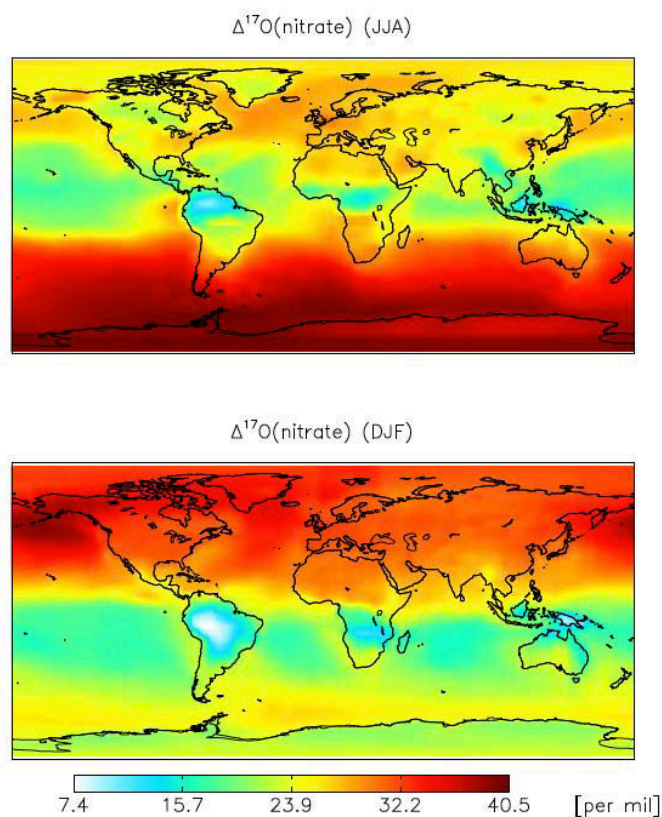 Δ¹⁷O(nitrate) (JJA)
Δ¹⁷O(nitrate) (DJF)
7.4 15.7 23.9 32.2 40.5 [per mil]